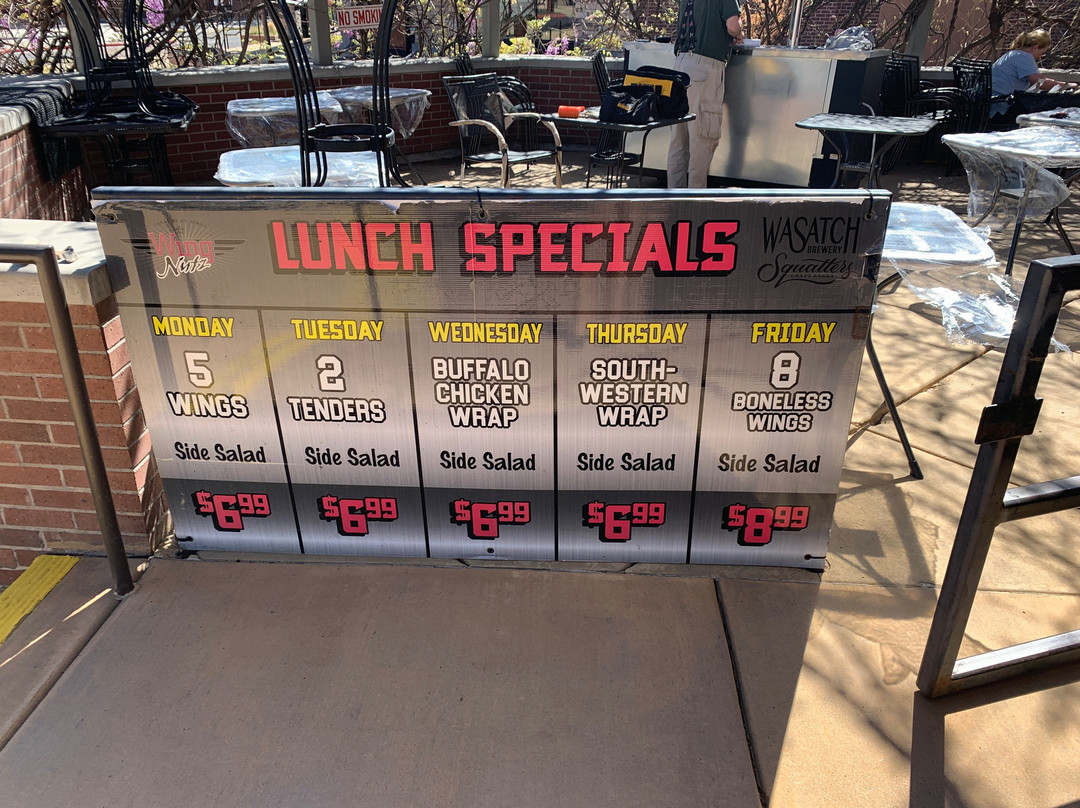 NO SMOKIN
Wing
Nutz
LUNCH SPECIALS
WASATCH
BREWERY
Squatters
MONDAY
5
WINGS
Side Salad
$6.99
TUESDAY
2
TENDERS
Side Salad
$6.99
WEDNESDAY
BUFFALO
CHICKEN
WRAP
Side Salad
$6.99
THURSDAY
SOUTH-
WESTERN
WRAP
Side Salad
$6.99
FRIDAY
8
BONELESS
WINGS
Side Salad
$8.99